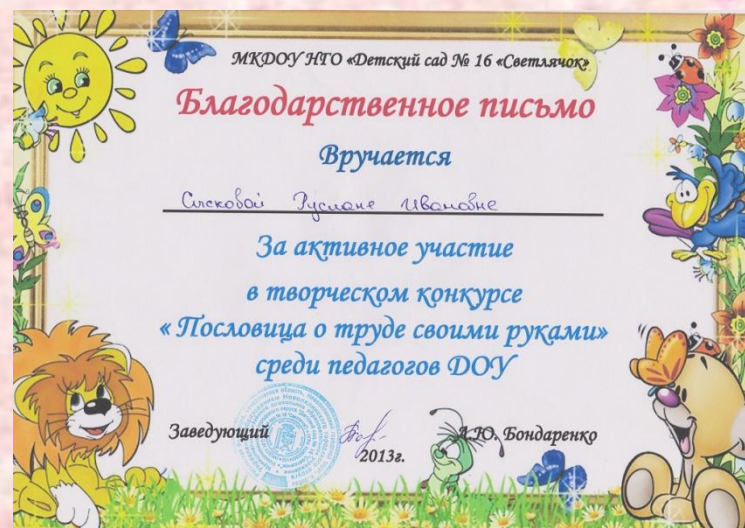 МКДОУ НГО «Детский сад № 16 «Светлячок»
Благодарственное письмо
Вручается
Руслане Ивановне
За активное участие
в творческом конкурсе
« Пословица о труде своими руками»
среди педагогов ДОУ
Заведующий А.Ю. Бондаренко
2013г.